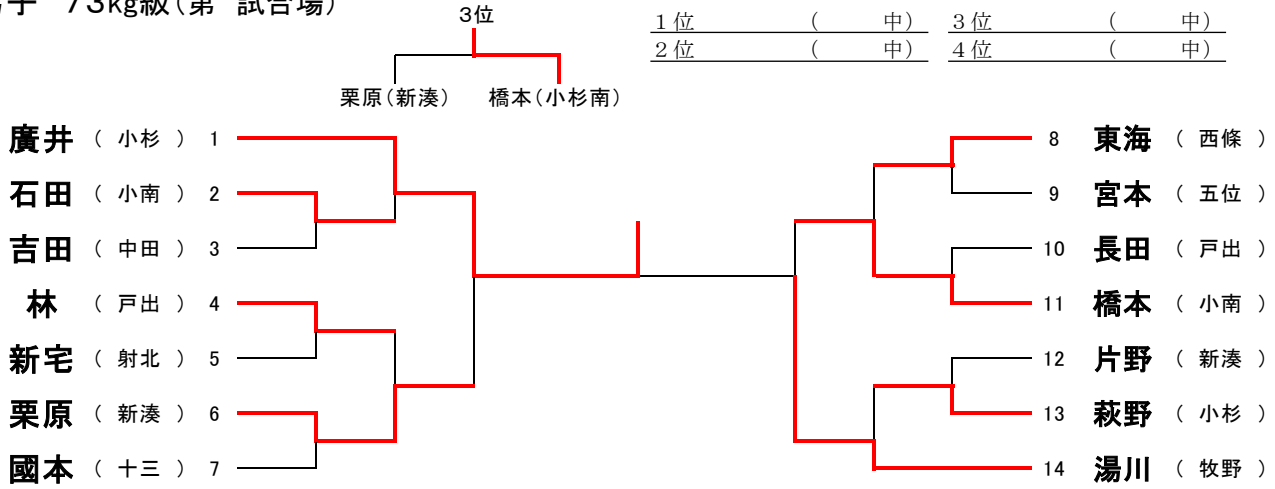 子 73kg級（第 試合場）
3位
1位 （ 中） 3位 （ 中）
2位 （ 中） 4位 （ 中）
栗原（新湊） 橋本（小杉南）
廣井 （ 小杉 ） 1
石田 （ 小南 ） 2
吉田 （ 中田 ） 3
林 （ 戸出 ） 4
新宅 （ 射北 ） 5
栗原 （ 新湊 ） 6
國本 （ 十三 ） 7
8 東海 （ 西條 ）
9 宮本 （ 五位 ）
10 長田 （ 戸出 ）
11 橋本 （ 小南 ）
12 片野 （ 新湊 ）
13 萩野 （ 小杉 ）
14 湯川 （ 牧野 ）